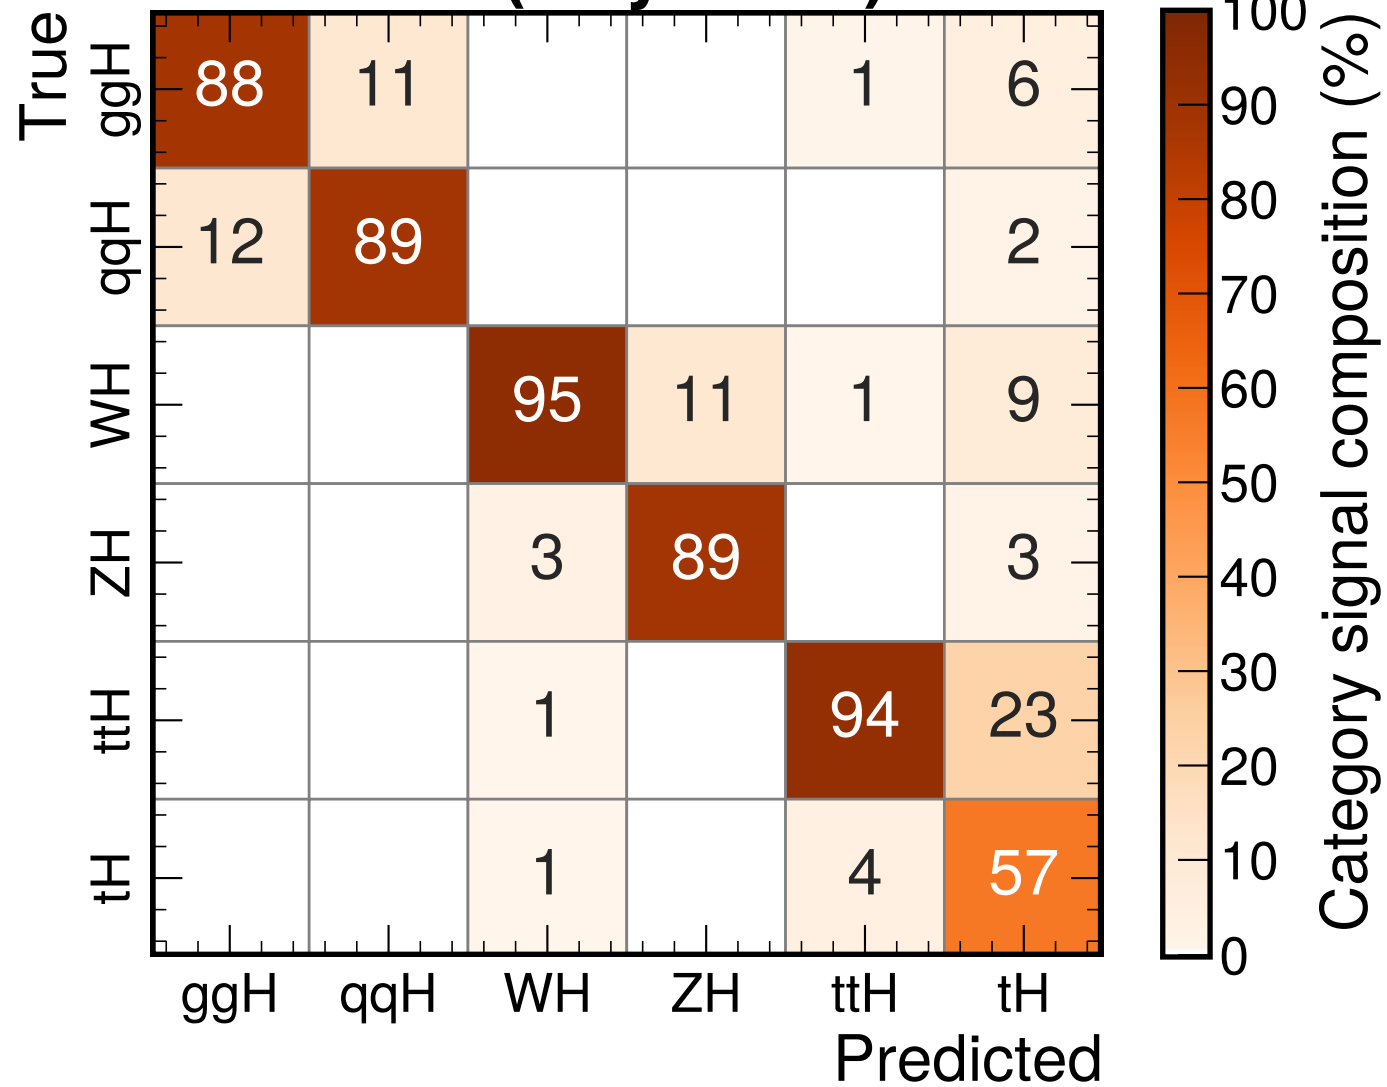 True
ggH 88 11 1 6
qqH 12 89 2
WH 95 11 1 9
ZH 3 89 3
ttH 1 94 23
tH 1 4 57
ggH qqH WH ZH ttH tH
Predicted
100
90
80
70
60
50
40
30
20
10
0
Category signal composition (%)